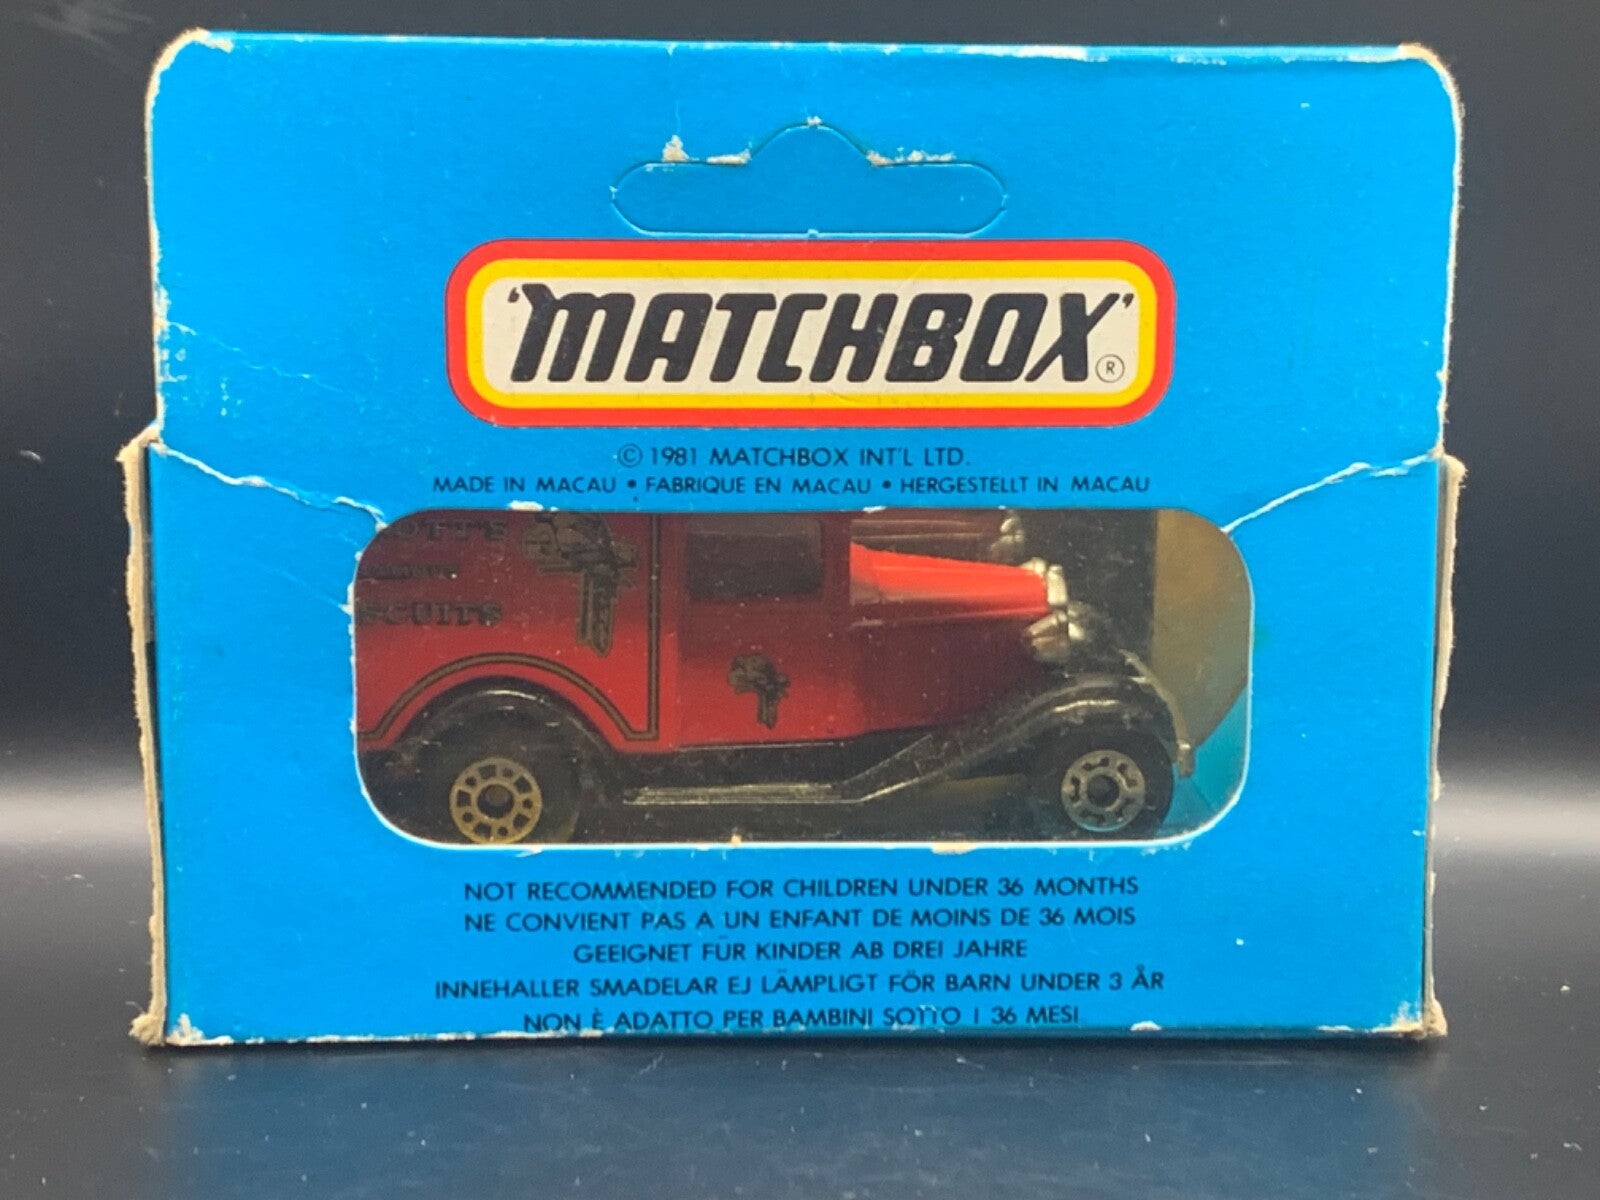 'MATCHBOX'®
© 1981 MATCHBOX INT'L LTD.
MADE IN MACAU • FABRIQUE EN MACAU • HERGESTELLT IN MACAU
NOT RECOMMENDED FOR CHILDREN UNDER 36 MONTHS
NE CONVIENT PAS A UN ENFANT DE MOINS DE 36 MOIS
GEEIGNET FÜR KINDER AB DREI JAHRE
INNEHALLER SMADELAR EJ LÄMPLIGT FÖR BARN UNDER 3 ÅR
NON È ADATTO PER BAMBINI SOTTO I 36 MESI